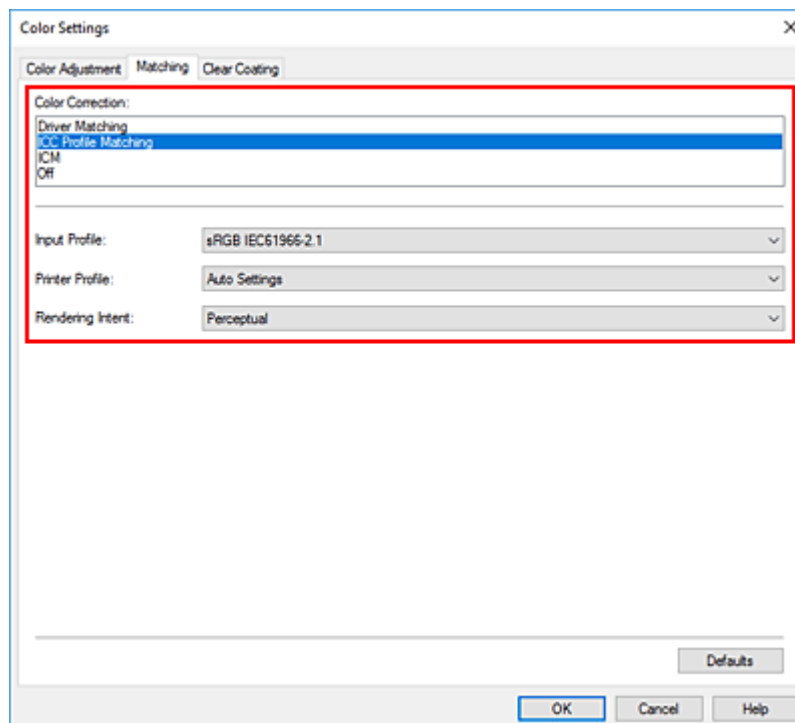 Color Settings
Color Adjustment Matching Clear Coating
Color Correction:
Driver Matching
ICC Profile Matching
ICM
Off
Input Profile: sRGB IEC61966-2.1
Printer Profile: Auto Settings
Rendering Intent: Perceptual
Defaults
OK Cancel Help